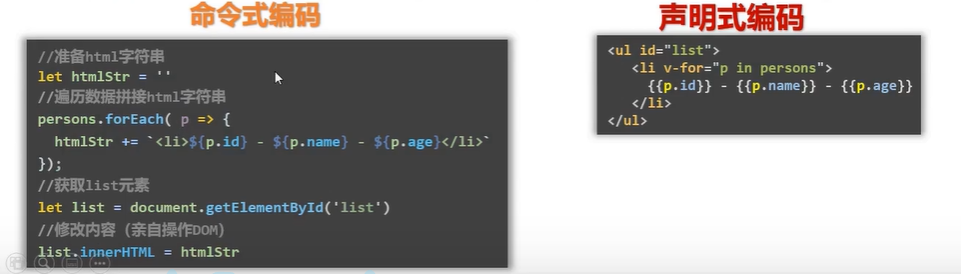 命令式编码
//准备html字符串
let htmlStr = ''
//遍历数据拼接html字符串
persons.forEach( p => {
  htmlStr += `<li>${p.id} - ${p.name} - ${p.age}</li>`
});
//获取list元素
let list = document.getElementById('list')
//修改内容（亲自操作DOM）
list.innerHTML = htmlStr
声明式编码
<ul id="list">
  <li v-for="p in persons">
    {{p.id}} - {{p.name}} - {{p.age}}
  </li>
</ul>